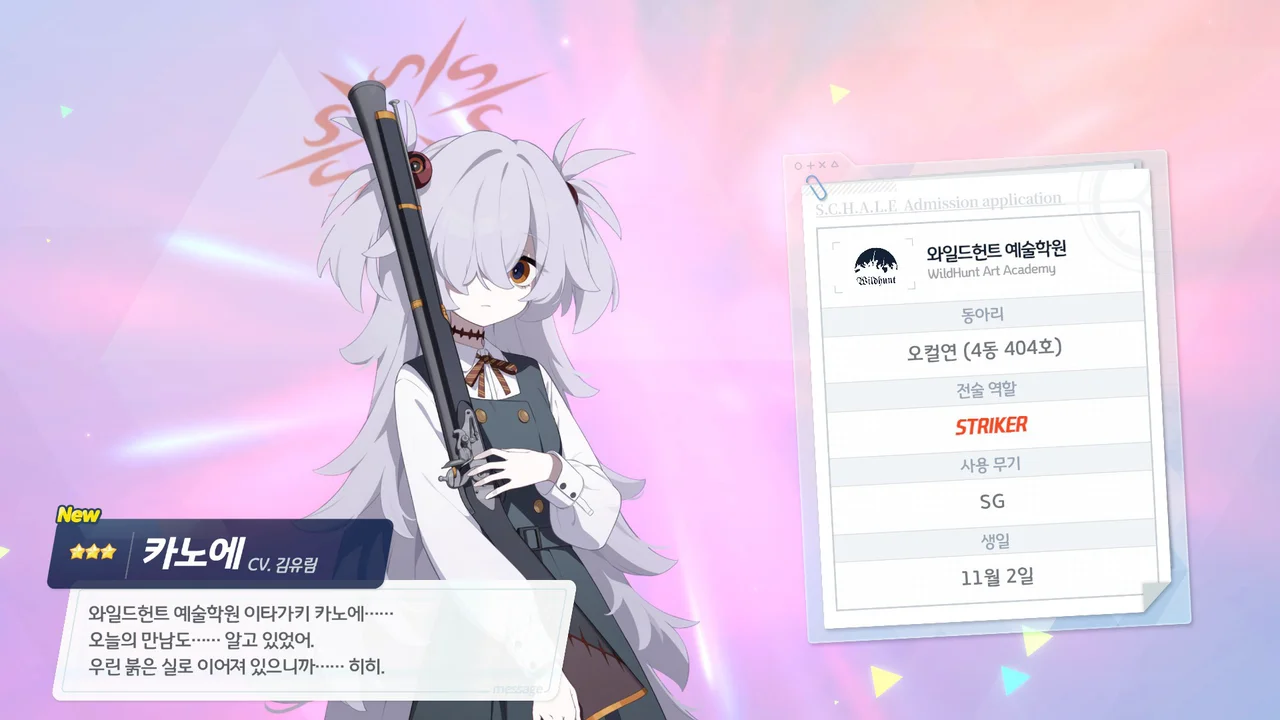 New
카노에 CV. 김유림
와일드헌트 예술학원 이타가키 카노에……
오늘의 만남도…… 알고 있었어.
우린 붉은 실로 이어져 있으니까…… 히히.
message
S.C.H.A.L.E Admission application
Wildhunt
와일드헌트 예술학원
WildHunt Art Academy
동아리
오컬연 (4동 404호)
전술 역할
STRIKER
사용 무기
SG
생일
11월 2일